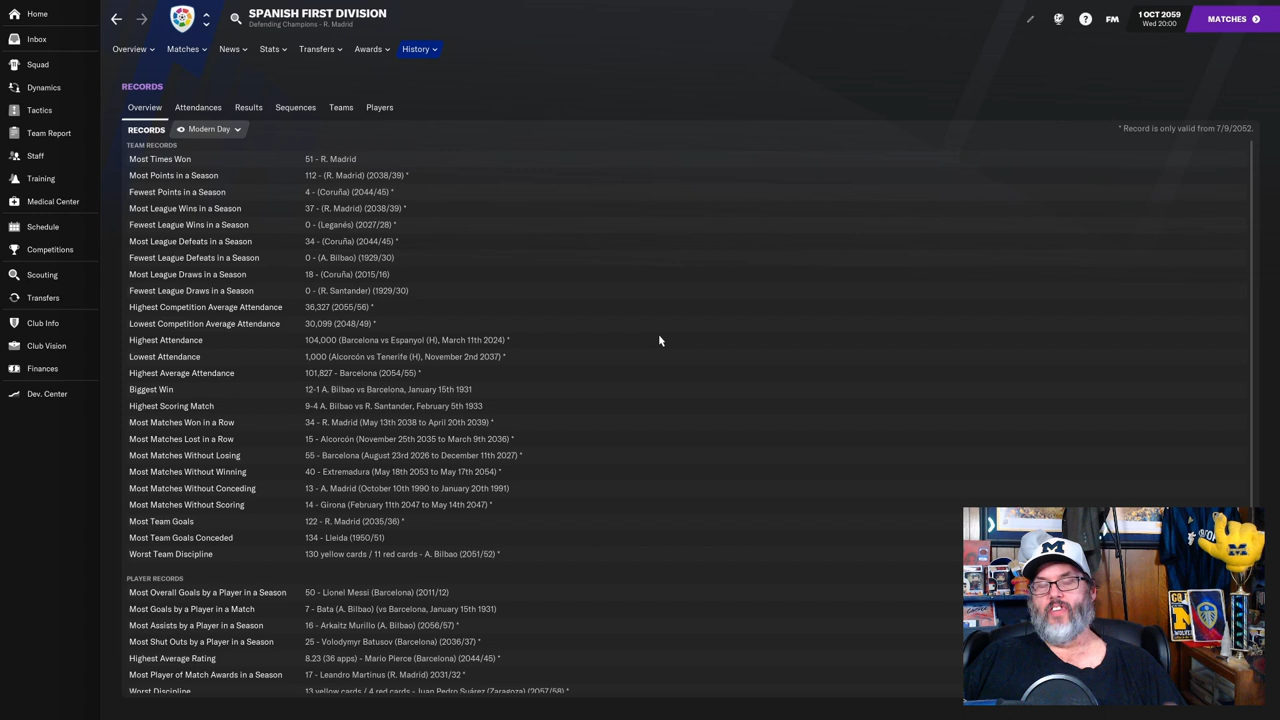 Home
SPANISH FIRST DIVISION
Defending Champions - R. Madrid
FM
1 OCT 2059
Wed 20:00
MATCHES
Inbox
Overview
Matches
News
Stats
Transfers
Awards
History
Squad
Dynamics
Tactics
Team Report
Staff
Training
Medical Center
Schedule
Competitions
Scouting
Transfers
Club Info
Club Vision
Finances
Dev. Center
RECORDS
Overview
Attendances
Results
Sequences
Teams
Players
RECORDS
Modern Day
* Record is only valid from 7/9/2052.
TEAM RECORDS
Most Times Won 51 - R. Madrid
Most Points in a Season 112 - (R. Madrid) (2038/39) *
Fewest Points in a Season 4 - (Coruña) (2044/45) *
Most League Wins in a Season 37 - (R. Madrid) (2038/39) *
Fewest League Wins in a Season 0 - (Leganés) (2027/28) *
Most League Defeats in a Season 34 - (Coruña) (2044/45) *
Fewest League Defeats in a Season 0 - (A. Bilbao) (1929/30)
Most League Draws in a Season 18 - (Coruña) (2015/16)
Fewest League Draws in a Season 0 - (R. Santander) (1929/30)
Highest Competition Average Attendance 36,327 (2055/56) *
Lowest Competition Average Attendance 30,099 (2048/49) *
Highest Attendance 104,000 (Barcelona vs Espanyol (H), March 11th 2024) *
Lowest Attendance 1,000 (Alcorcón vs Tenerife (H), November 2nd 2037) *
Highest Average Attendance 101,827 - Barcelona (2054/55) *
Biggest Win 12-1 A. Bilbao vs Barcelona, January 15th 1931
Highest Scoring Match 9-4 A. Bilbao vs R. Santander, February 5th 1933
Most Matches Won in a Row 34 - R. Madrid (May 13th 2038 to April 20th 2039) *
Most Matches Lost in a Row 15 - Alcorcón (November 25th 2035 to March 9th 2036) *
Most Matches Without Losing 55 - Barcelona (August 23rd 2026 to December 11th 2027) *
Most Matches Without Winning 40 - Extremadura (May 18th 2053 to May 17th 2054) *
Most Matches Without Conceding 13 - A. Madrid (October 10th 1990 to January 20th 1991)
Most Matches Without Scoring 14 - Girona (February 11th 2047 to May 14th 2047) *
Most Team Goals 122 - R. Madrid (2035/36) *
Most Team Goals Conceded 134 - Lleida (1950/51)
Worst Team Discipline 130 yellow cards / 11 red cards - A. Bilbao (2051/52) *
PLAYER RECORDS
Most Overall Goals by a Player in a Season 50 - Lionel Messi (Barcelona) (2011/12)
Most Goals by a Player in a Match 7 - Bata (A. Bilbao) (vs Barcelona, January 15th 1931)
Most Assists by a Player in a Season 16 - Arkaitz Murillo (A. Bilbao) (2056/57) *
Most Shut Outs by a Player in a Season 25 - Volodymyr Batusov (Barcelona) (2036/37) *
Highest Average Rating 8.23 (36 apps) - Mario Pierce (Barcelona) (2044/45) *
Most Player of Match Awards in a Season 17 - Leandro Martinus (R. Madrid) 2031/32 *
Worst Discipline 13 yellow cards / 4 red cards - Juan Pedro Suárez (Zaragoza) (2057/58) *
M
M
M